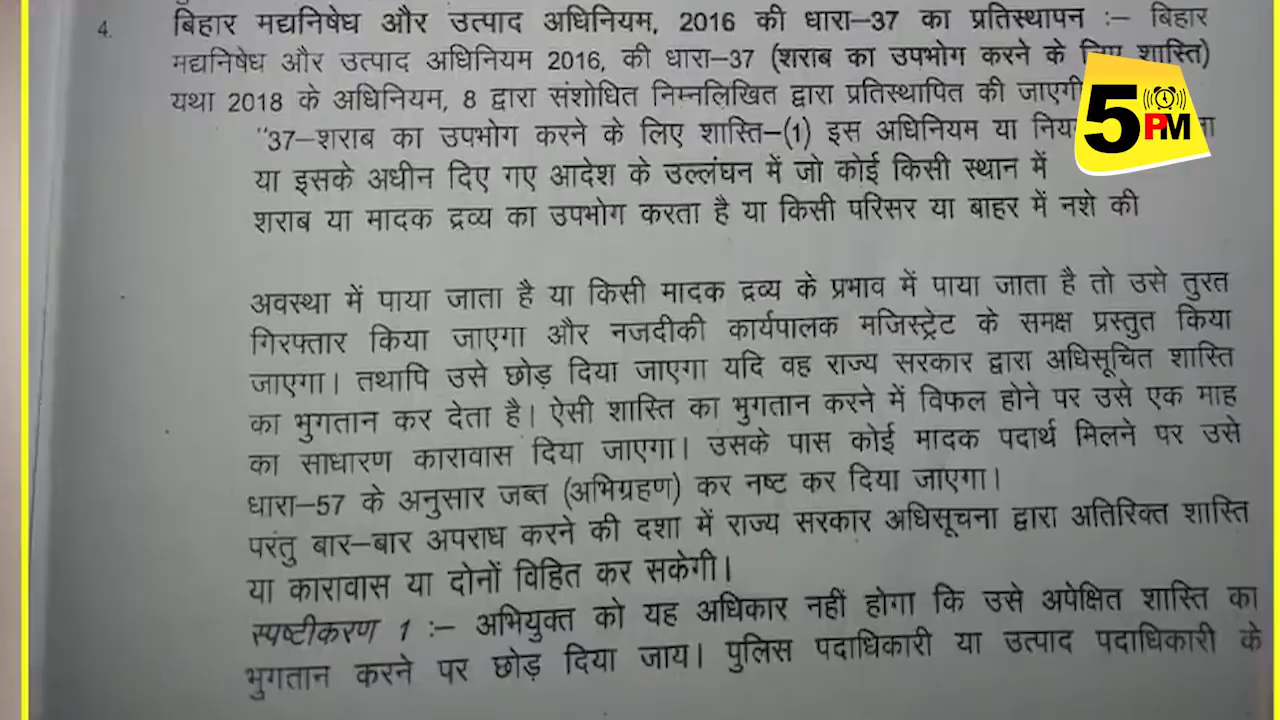 4. बिहार मद्यनिषेध और उत्पाद अधिनियम, 2016 की धारा–37 का प्रतिस्थापन :– बिहार
मद्यनिषेध और उत्पाद अधिनियम 2016, की धारा–37 (शराब का उपभोग करने के लिए शास्ति)
यथा 2018 के अधिनियम, 8 द्वारा संशोधित निम्नलिखित द्वारा प्रतिस्थापित की जाएगी
5 PM
"37–शराब का उपभोग करने के लिए शास्ति–(1) इस अधिनियम या
या इसके अधीन दिए गए आदेश के उल्लंघन में जो कोई किसी स्थान में
शराब या मादक द्रव्य का उपभोग करता है या किसी परिसर या बाहर में नशे की
अवस्था में पाया जाता है या किसी मादक द्रव्य के प्रभाव में पाया जाता है तो उसे तुरत
गिरफ्तार किया जाएगा और नजदीकी कार्यपालक मजिस्ट्रेट के समक्ष प्रस्तुत किया
जाएगा। तथापि उसे छोड़ दिया जाएगा यदि वह राज्य सरकार द्वारा अधिसूचित शास्ति
का भुगतान कर देता है। ऐसी शास्ति का भुगतान करने में विफल होने पर उसे एक माह
का साधारण कारावास दिया जाएगा। उसके पास कोई मादक पदार्थ मिलने पर उसे
धारा–57 के अनुसार जब्त (अभिग्रहण) कर नष्ट कर दिया जाएगा।
परंतु बार–बार अपराध करने की दशा में राज्य सरकार अधिसूचना द्वारा अतिरिक्त शास्ति
या कारावास या दोनों विहित कर सकेगी।
स्पष्टीकरण 1 :– अभियुक्त को यह अधिकार नहीं होगा कि उसे अपेक्षित शास्ति का
भुगतान करने पर छोड़ दिया जाय। पुलिस पदाधिकारी या उत्पाद पदाधिकारी के